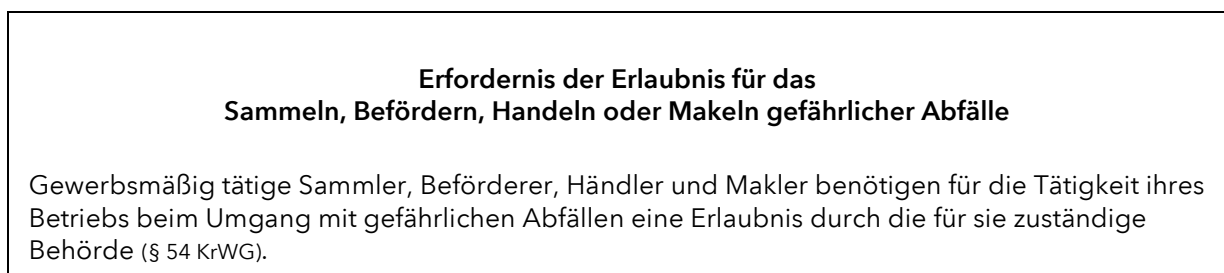 Erfordernis der Erlaubnis für das
Sammeln, Befördern, Handeln oder Makeln gefährlicher Abfälle
Gewerbsmäßig tätige Sammler, Beförderer, Händler und Makler benötigen für die Tätigkeit ihres
Betriebs beim Umgang mit gefährlichen Abfällen eine Erlaubnis durch die für sie zuständige
Behörde (§ 54 KrWG).